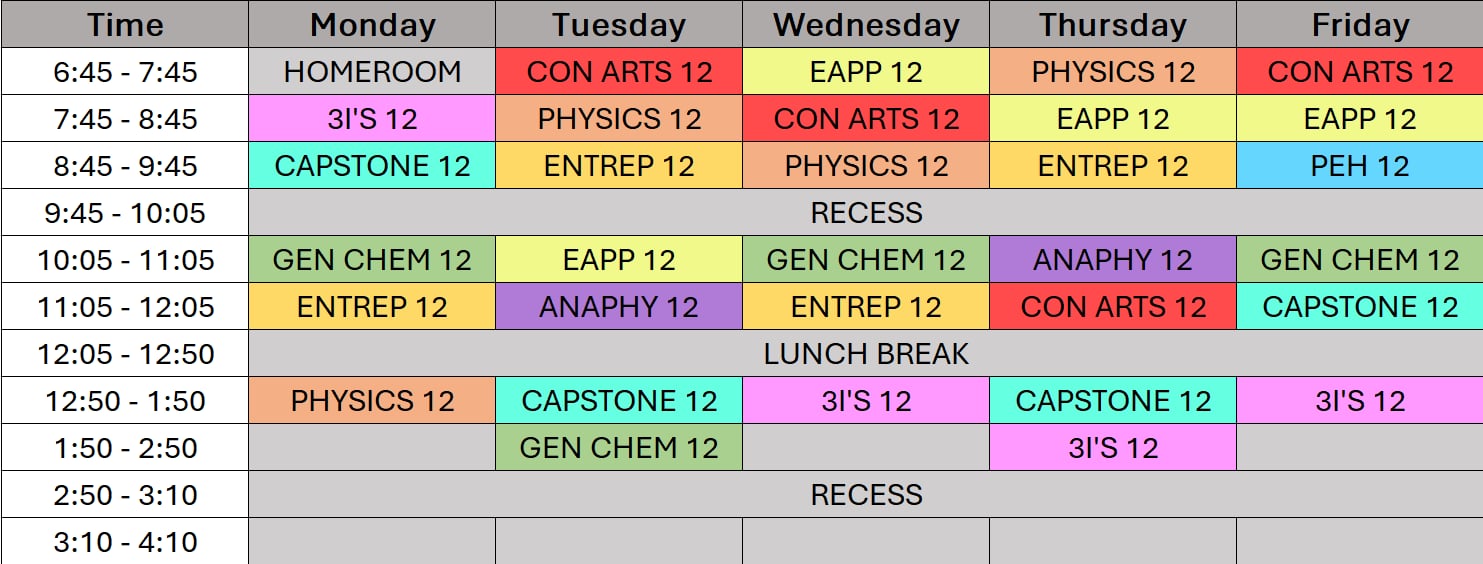 Time Monday Tuesday Wednesday Thursday Friday
6:45 - 7:45 HOMEROOM CON ARTS 12 EAPP 12 PHYSICS 12 CON ARTS 12
7:45 - 8:45 3I'S 12 PHYSICS 12 CON ARTS 12 EAPP 12 EAPP 12
8:45 - 9:45 CAPSTONE 12 ENTREP 12 PHYSICS 12 ENTREP 12 PEH 12
9:45 - 10:05 RECESS
10:05 - 11:05 GEN CHEM 12 EAPP 12 GEN CHEM 12 ANAPHY 12 GEN CHEM 12
11:05 - 12:05 ENTREP 12 ANAPHY 12 ENTREP 12 CON ARTS 12 CAPSTONE 12
12:05 - 12:50 LUNCH BREAK
12:50 - 1:50 PHYSICS 12 CAPSTONE 12 3I'S 12 CAPSTONE 12 3I'S 12
1:50 - 2:50 GEN CHEM 12 3I'S 12
2:50 - 3:10 RECESS
3:10 - 4:10